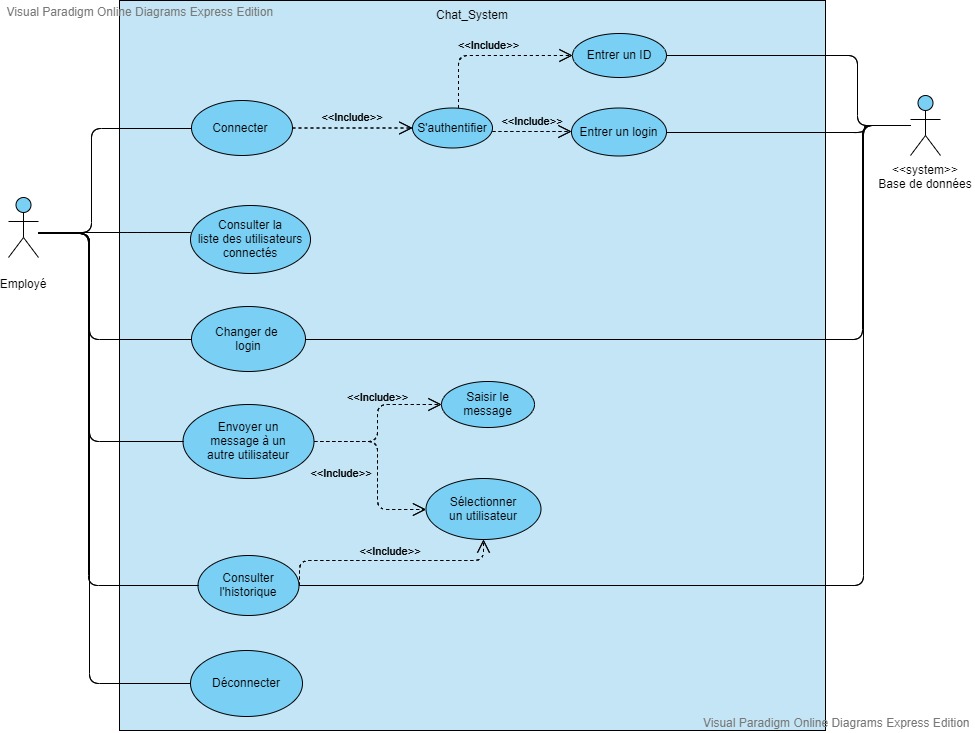 Visual Paradigm Online Diagrams Express Edition
Chat_System
<<Include>>
Entrer un ID
<<Include>>
Connecter
S'authentifier
<<Include>>
Entrer un login
<<system>>
Base de données
Employé
Consulter la
liste des utilisateurs
connectés
Changer de
login
<<Include>>
Saisir le
message
Envoyer un
message à un
autre utilisateur
<<Include>>
Sélectionner
un utilisateur
<<Include>>
Consulter
l'historique
Déconnecter
Visual Paradigm Online Diagrams Express Edition